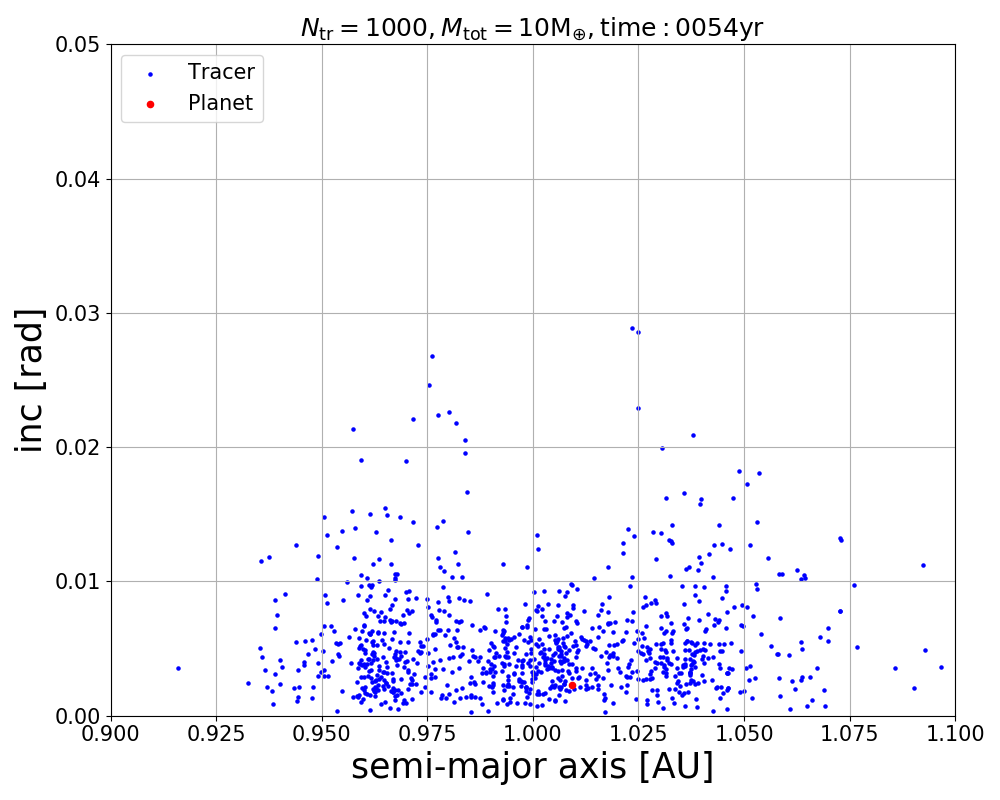 N_tr = 1000, M_tot = 10M_⊕, time : 0054yr
Tracer
Planet
inc [rad]
0.05
0.04
0.03
0.02
0.01
0.00
0.900 0.925 0.950 0.975 1.000 1.025 1.050 1.075 1.100
semi-major axis [AU]